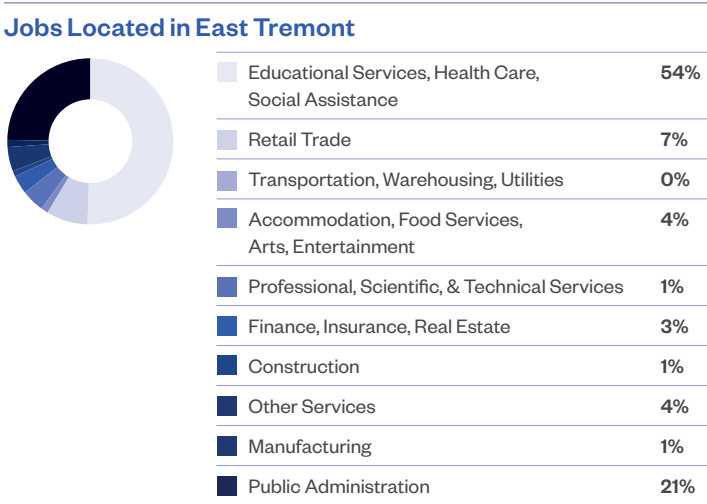 Jobs Located in East Tremont
Educational Services, Health Care, 54%
Social Assistance
Retail Trade 7%
Transportation, Warehousing, Utilities 0%
Accommodation, Food Services, 4%
Arts, Entertainment
Professional, Scientific, & Technical Services 1%
Finance, Insurance, Real Estate 3%
Construction 1%
Other Services 4%
Manufacturing 1%
Public Administration 21%